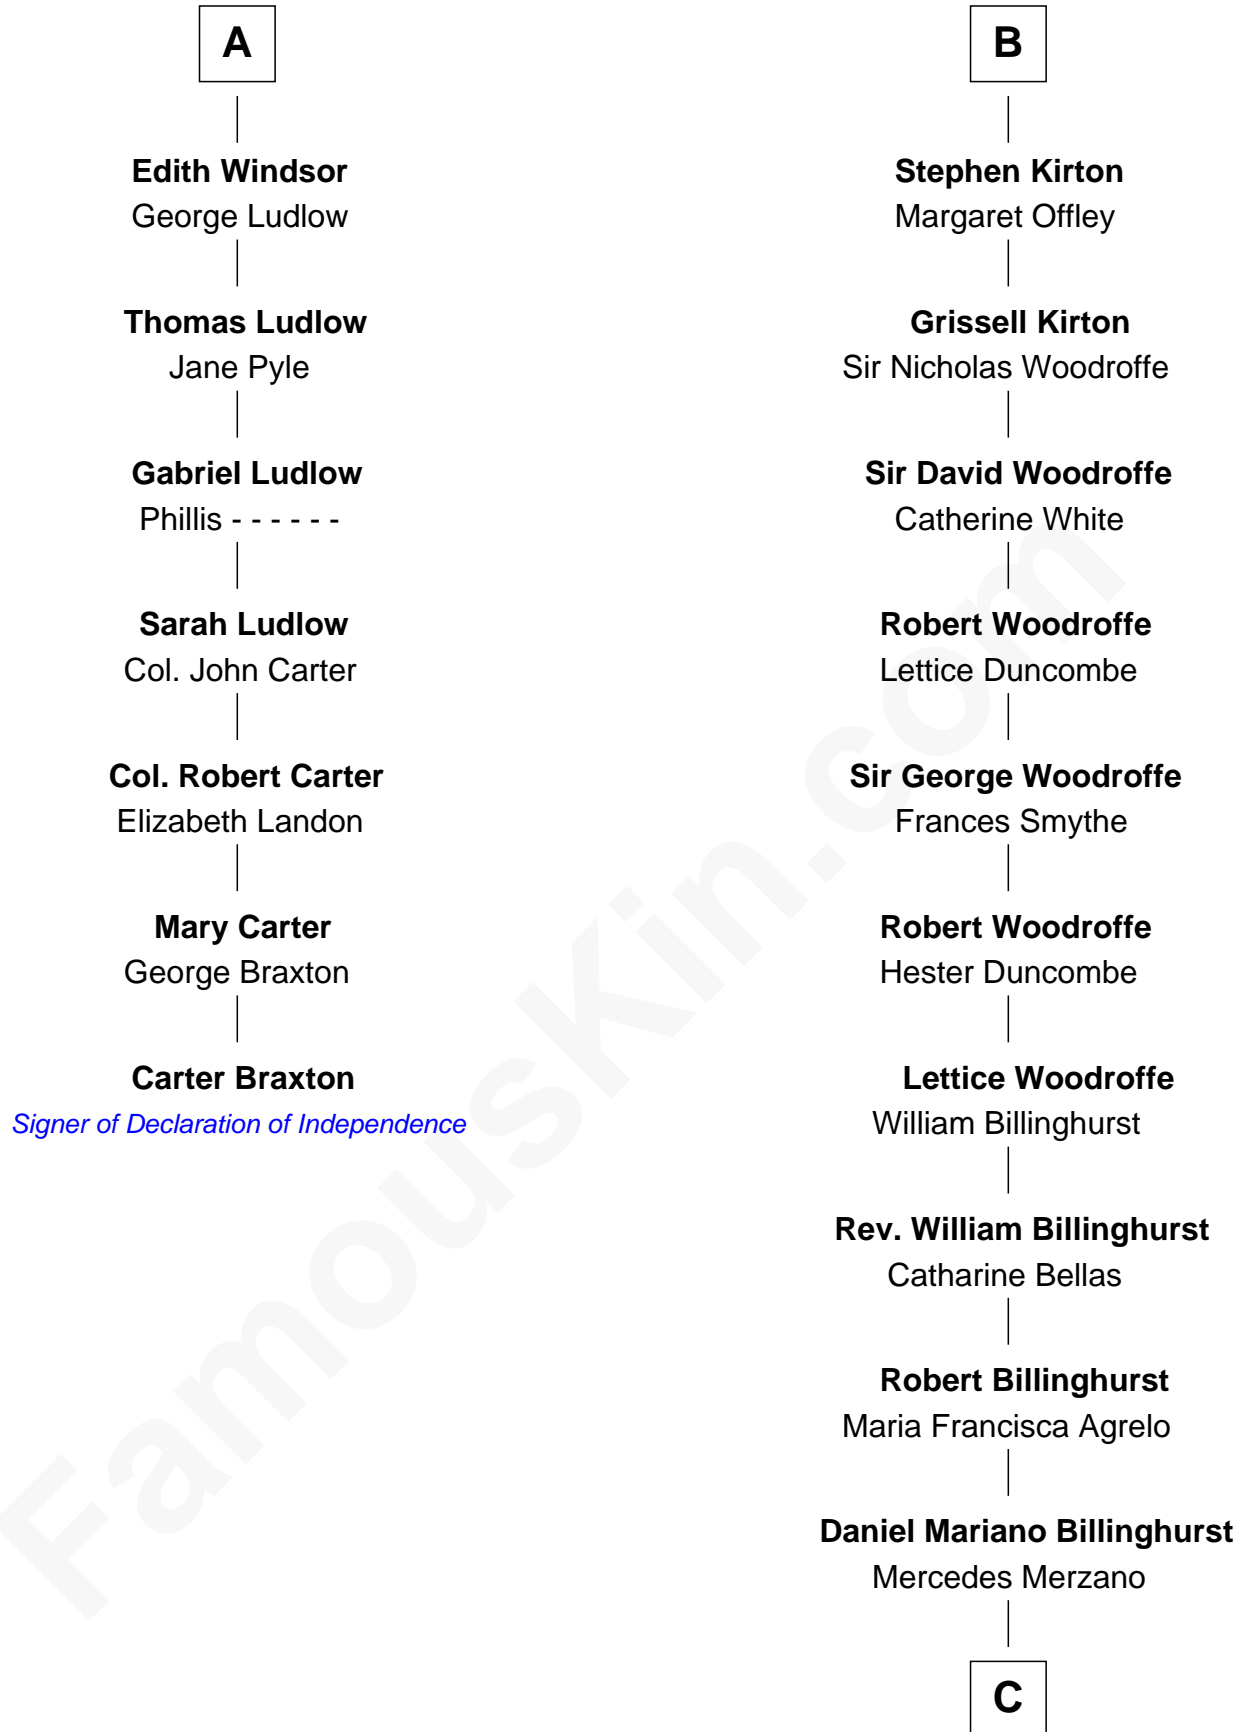 A
Edith Windsor
George Ludlow
Thomas Ludlow
Jane Pyle
Gabriel Ludlow
Phillis - - - - - -
Sarah Ludlow
Col. John Carter
Col. Robert Carter
Elizabeth Landon
Mary Carter
George Braxton
Carter Braxton
Signer of Declaration of Independence
B
Stephen Kirton
Margaret Offley
Grissell Kirton
Sir Nicholas Woodroffe
Sir David Woodroffe
Catherine White
Robert Woodroffe
Lettice Duncombe
Sir George Woodroffe
Frances Smythe
Robert Woodroffe
Hester Duncombe
Lettice Woodroffe
William Billinghurst
Rev. William Billinghurst
Catharine Bellas
Robert Billinghurst
Maria Francisca Agrelo
Daniel Mariano Billinghurst
Mercedes Merzano
C
FamousKin.com